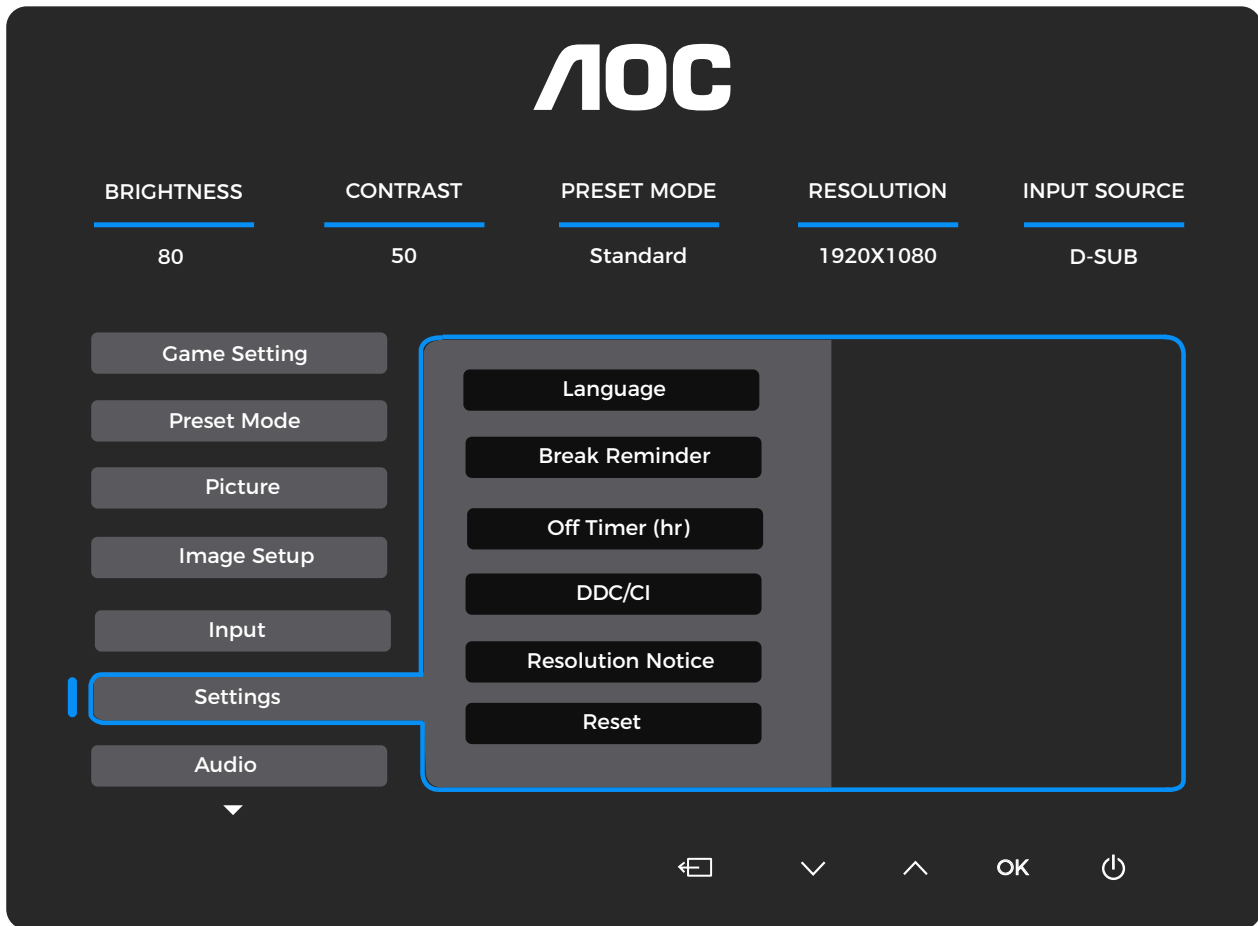 AOC
BRIGHTNESS CONTRAST PRESET MODE RESOLUTION INPUT SOURCE
80 50 Standard 1920X1080 D-SUB
Game Setting
Preset Mode
Picture
Image Setup
Input
Settings
Audio
Language
Break Reminder
Off Timer (hr)
DDC/CI
Resolution Notice
Reset
OK